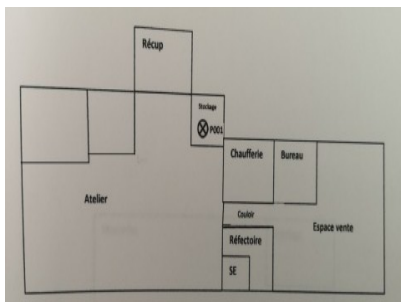 Récup
Stockage
P001
Chaufferie
Bureau
Atelier
Couloir
Espace vente
Réfectoire
SE